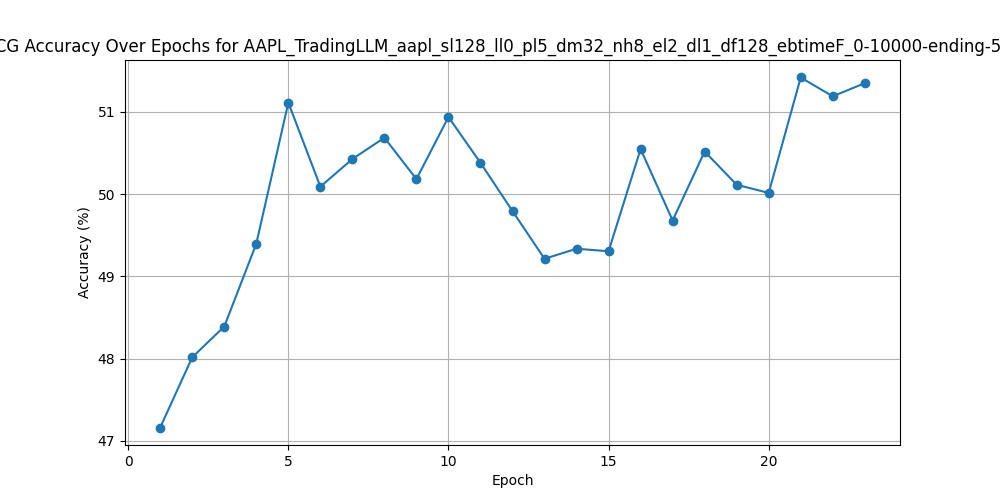 CG Accuracy Over Epochs for AAPL_TradingLLM_aapl_sl128_ll0_pl5_dm32_nh8_el2_dl1_df128_ebtimeF_0-10000-ending-5
51
50
49
48
47
0 5 10 15 20
Accuracy (%)
Epoch